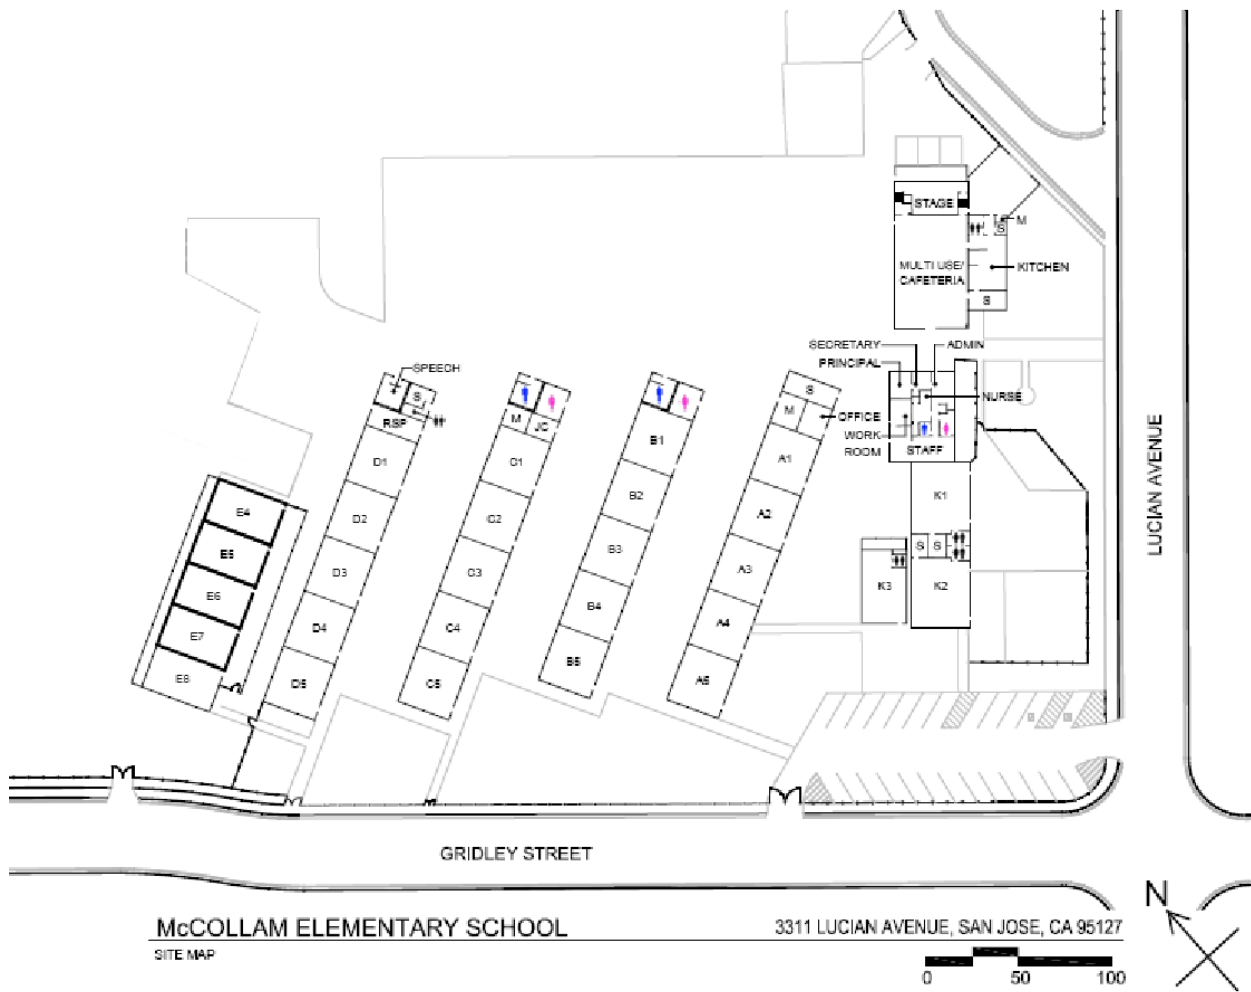 STAGE
M
S
MULTI USE/
CAFETERIA
KITCHEN
S
SECRETARY
ADMIN
PRINCIPAL
NURSE
OFFICE
WORK
ROOM
STAFF
SPEECH
S
RSP
M
JC
S
M
D1
D2
D3
D4
D5
C1
C2
C3
C4
C5
B1
B2
B3
B4
B5
A1
A2
A3
A4
A5
E4
E5
E6
E7
E8
K1
S
S
K2
K3
LUCIAN AVENUE
GRIDLEY STREET
N
McCOLLAM ELEMENTARY SCHOOL
3311 LUCIAN AVENUE, SAN JOSE, CA 95127
SITE MAP
0 50 100